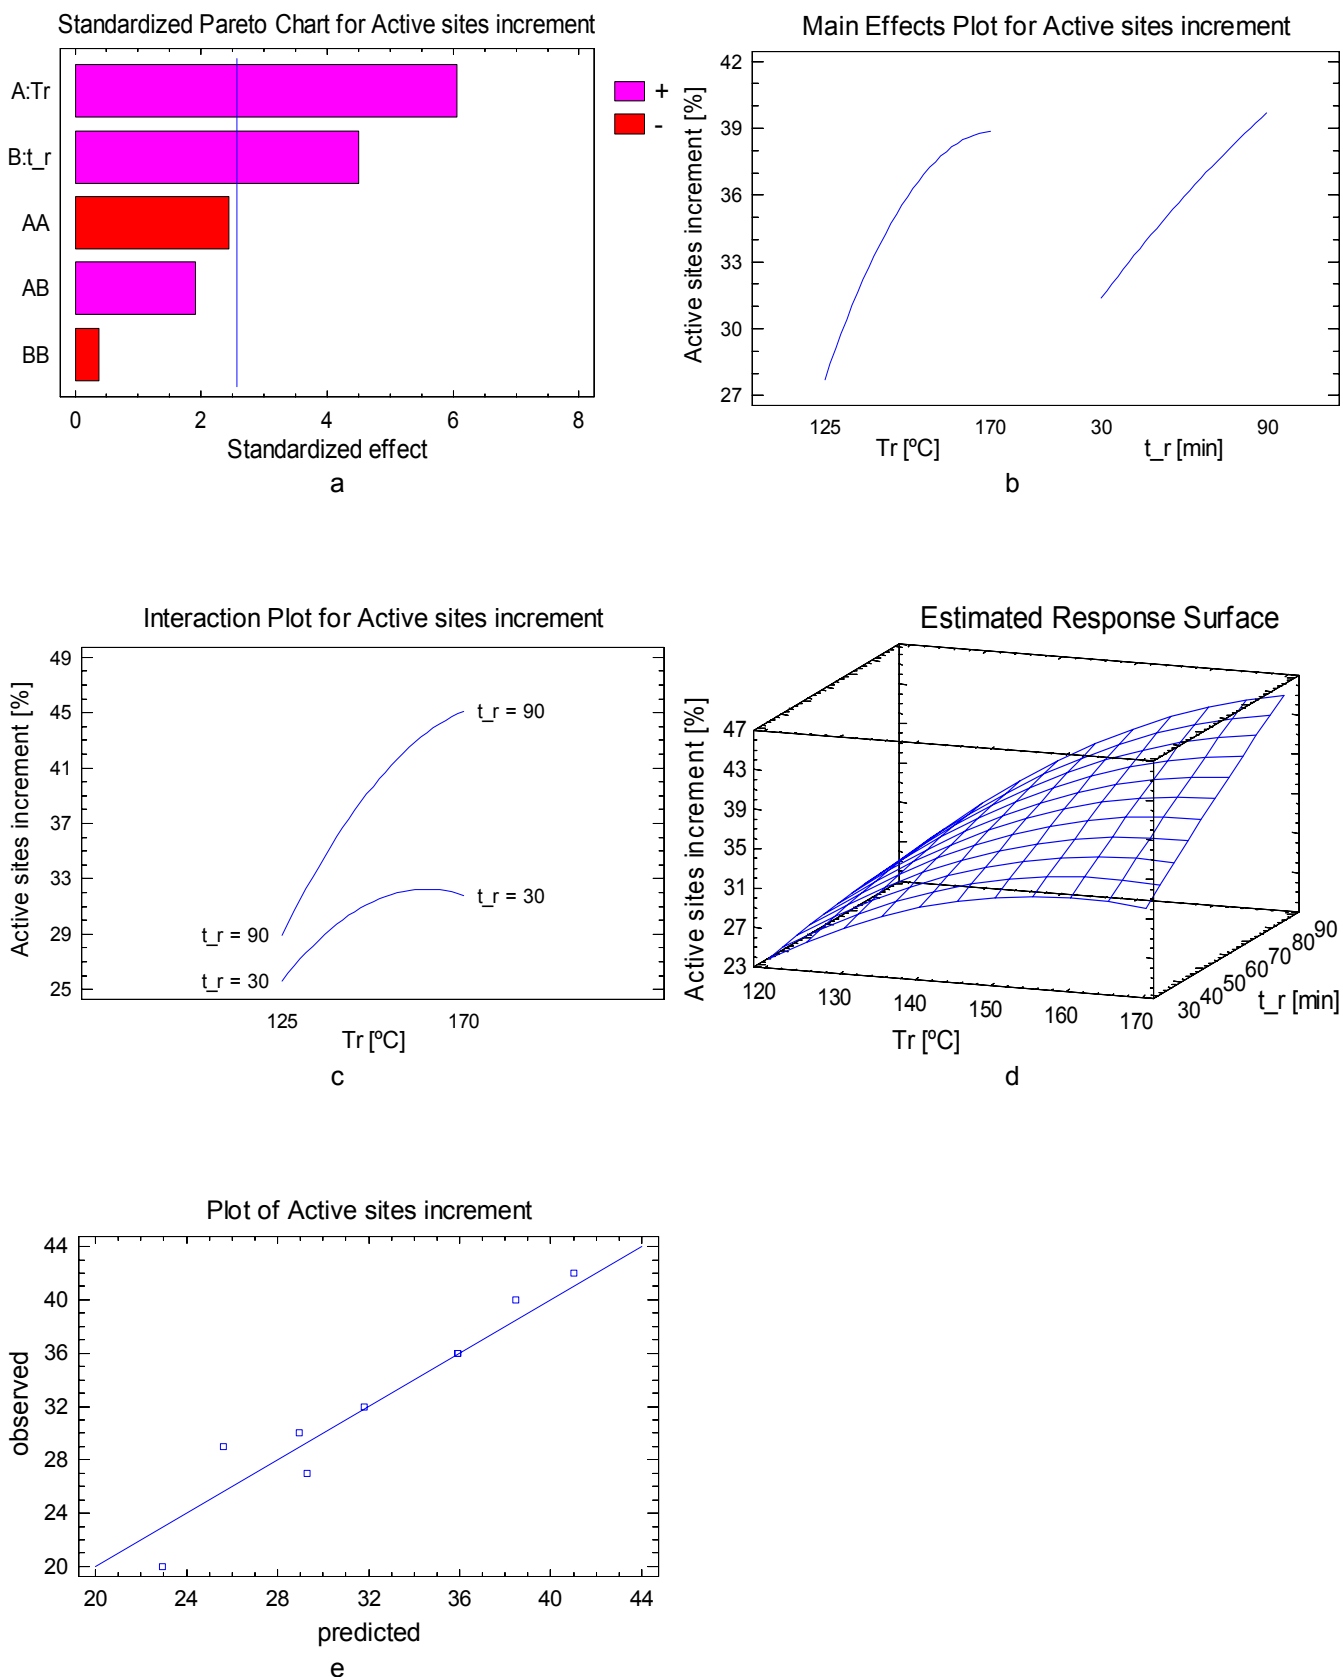 Standardized Pareto Chart for Active sites increment
A:Tr
B:t_r
AA
AB
BB
+
-
0 2 4 6 8
Standardized effect
a
Main Effects Plot for Active sites increment
Active sites increment [%]
42
39
36
33
30
27
125 170 30 90
Tr [ºC] t_r [min]
b
Interaction Plot for Active sites increment
Active sites increment [%]
49
45
41
37
33
29
25
t_r = 90
t_r = 30
t_r = 90
t_r = 30
125 170
Tr [ºC]
c
Estimated Response Surface
Active sites increment [%]
47
43
39
35
31
27
23
120 130 140 150 160 170
Tr [ºC]
30 40 50 60 70 80 90
t_r [min]
d
Plot of Active sites increment
observed
44
40
36
32
28
24
20
20 24 28 32 36 40 44
predicted
e